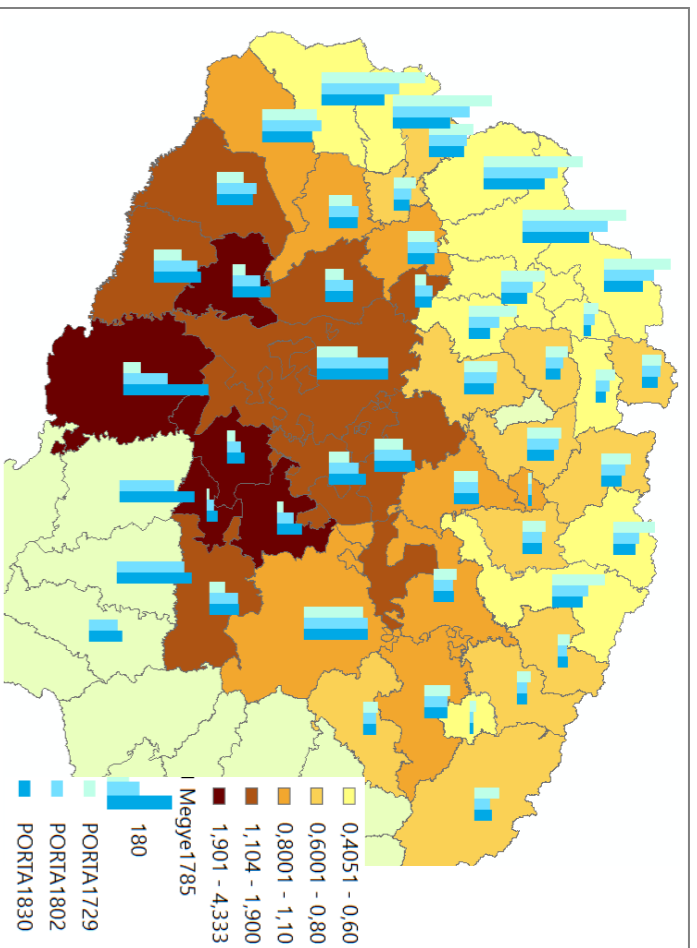 0,4051 - 0,60
0,6001 - 0,80
0,8001 - 1,10
1,104 - 1,900
1,901 - 4,333
Megye1785
180
PORTA1729
PORTA1802
PORTA1830